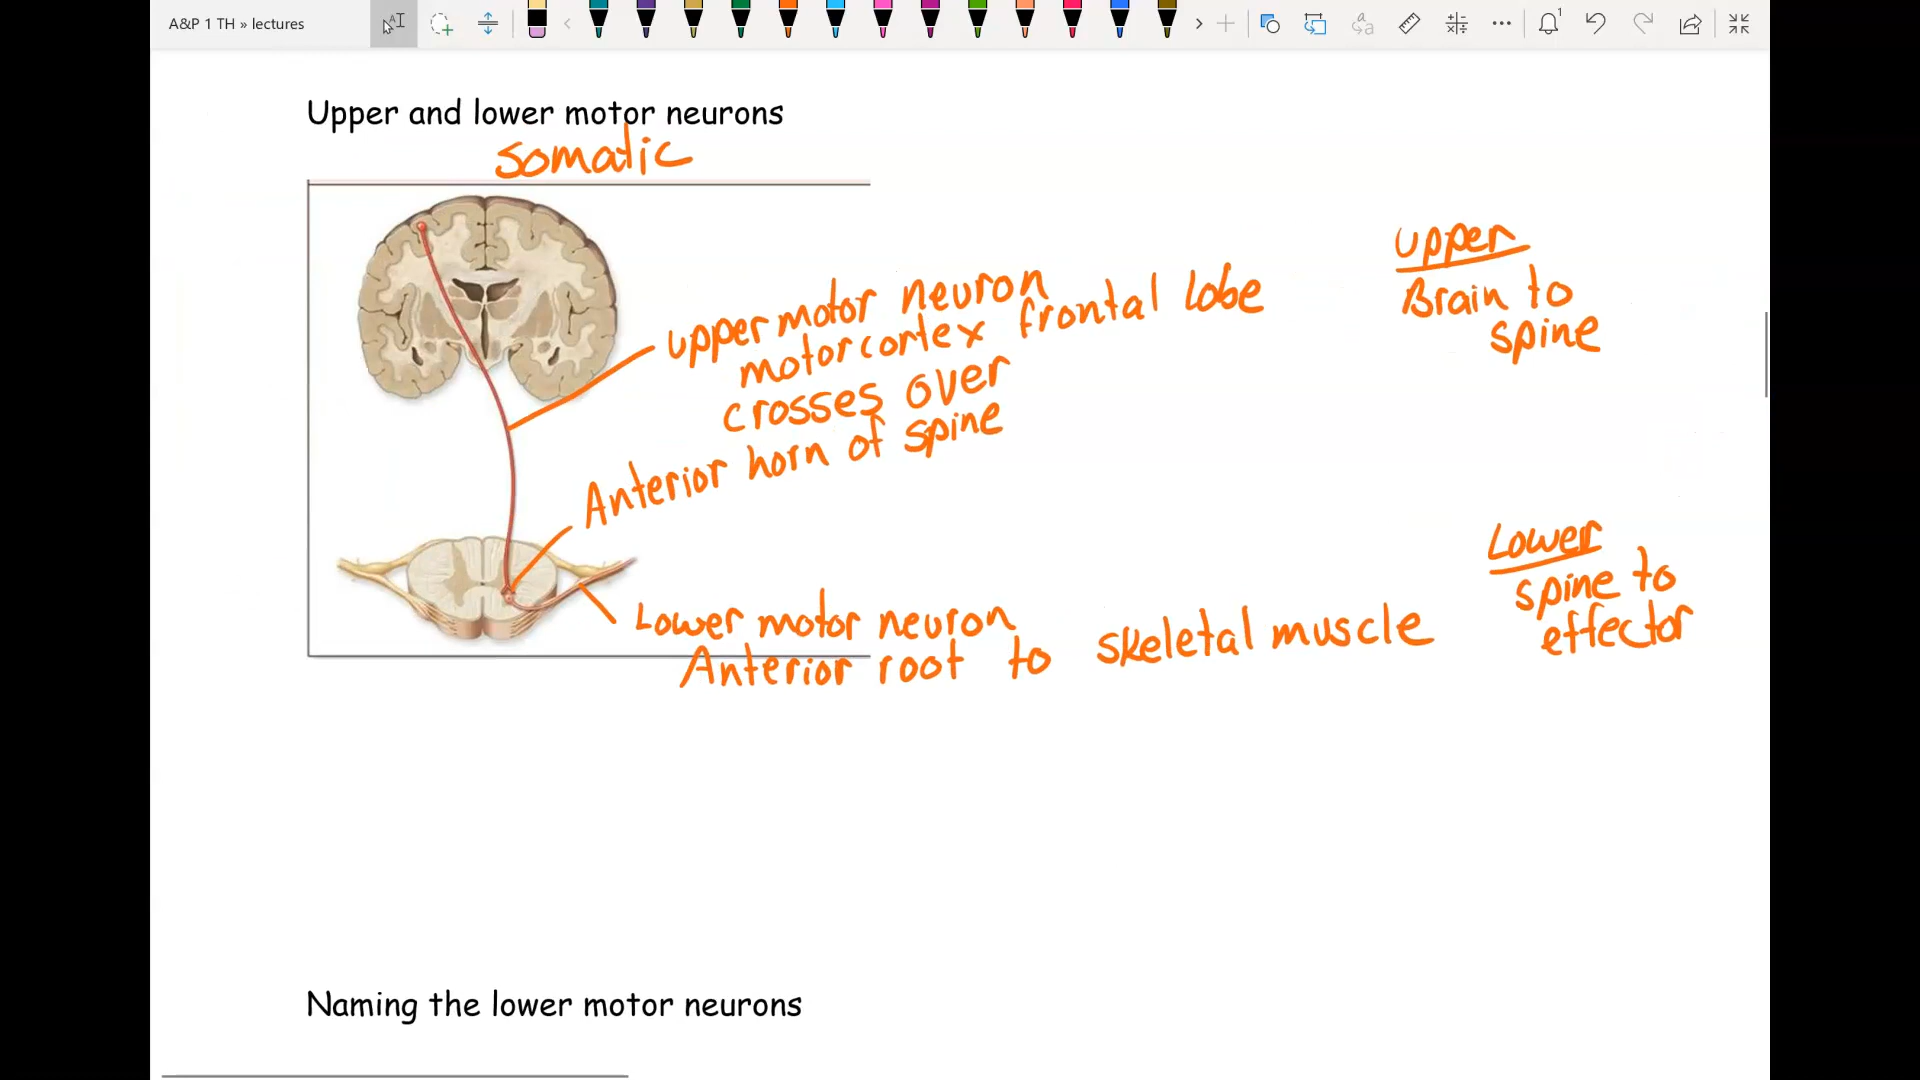 A&P 1 TH » lectures
Upper and lower motor neurons
somatic
upper motor neuron
motor cortex frontal lobe
crosses over
Anterior horn of spine
upper
Brain to
spine
Lower motor neuron
Anterior root to skeletal muscle
Lower
spine to
effector
Naming the lower motor neurons